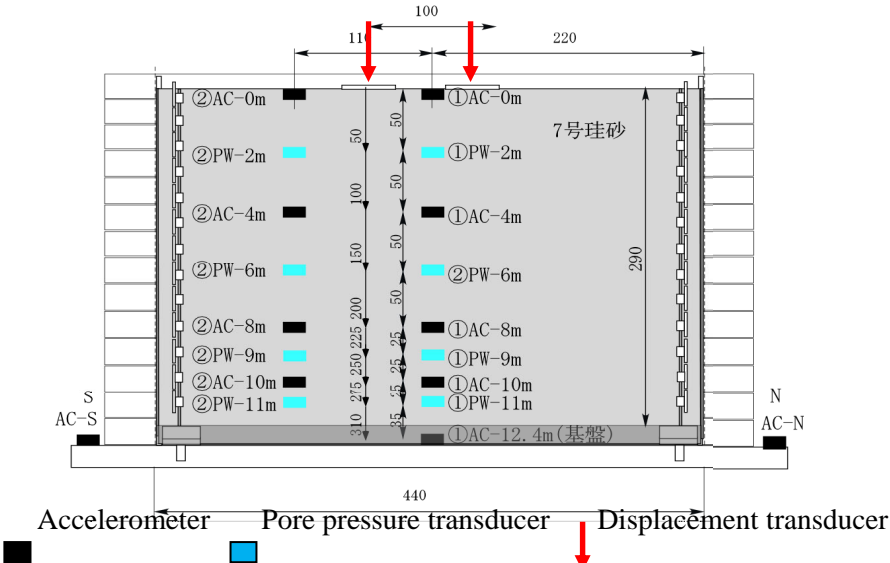 100
110
220
②AC-0m
①AC-0m
50
50
7号珪砂
②PW-2m
①PW-2m
100
50
②AC-4m
①AC-4m
150
50
290
②PW-6m
②PW-6m
200
50
②AC-8m
①AC-8m
225
25
②PW-9m
①PW-9m
250
25
②AC-10m
①AC-10m
275
25
②PW-11m
①PW-11m
S
N
AC-S
AC-N
310
35
①AC-12.4m(基盤)
440
Accelerometer
Pore pressure transducer
Displacement transducer